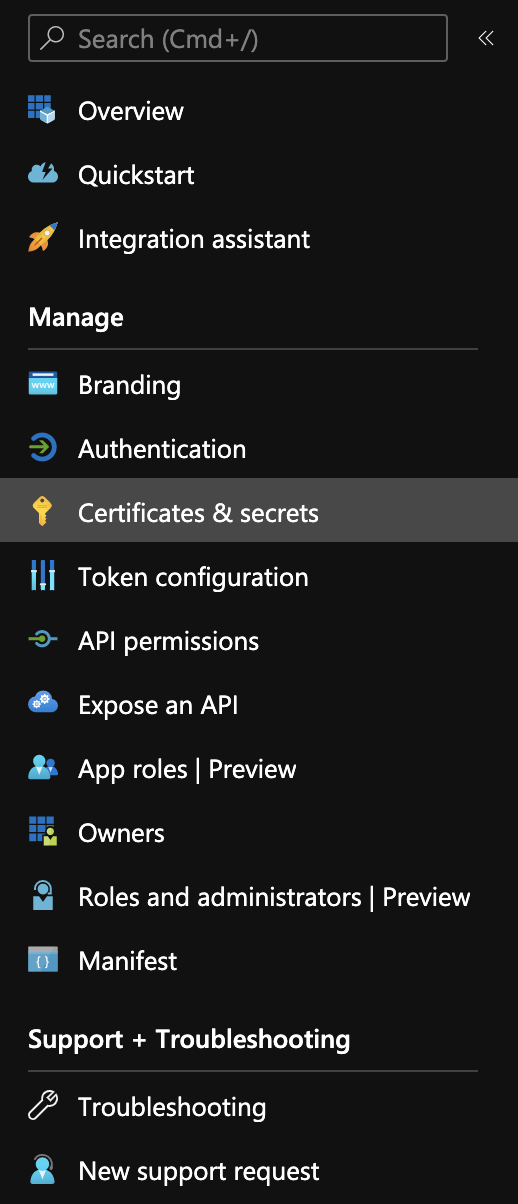 Search (Cmd+/)
Overview
Quickstart
Integration assistant
Manage
www
Branding
Authentication
Certificates & secrets
Token configuration
API permissions
Expose an API
App roles | Preview
Owners
Roles and administrators | Preview
{ }
Manifest
Support + Troubleshooting
Troubleshooting
New support request